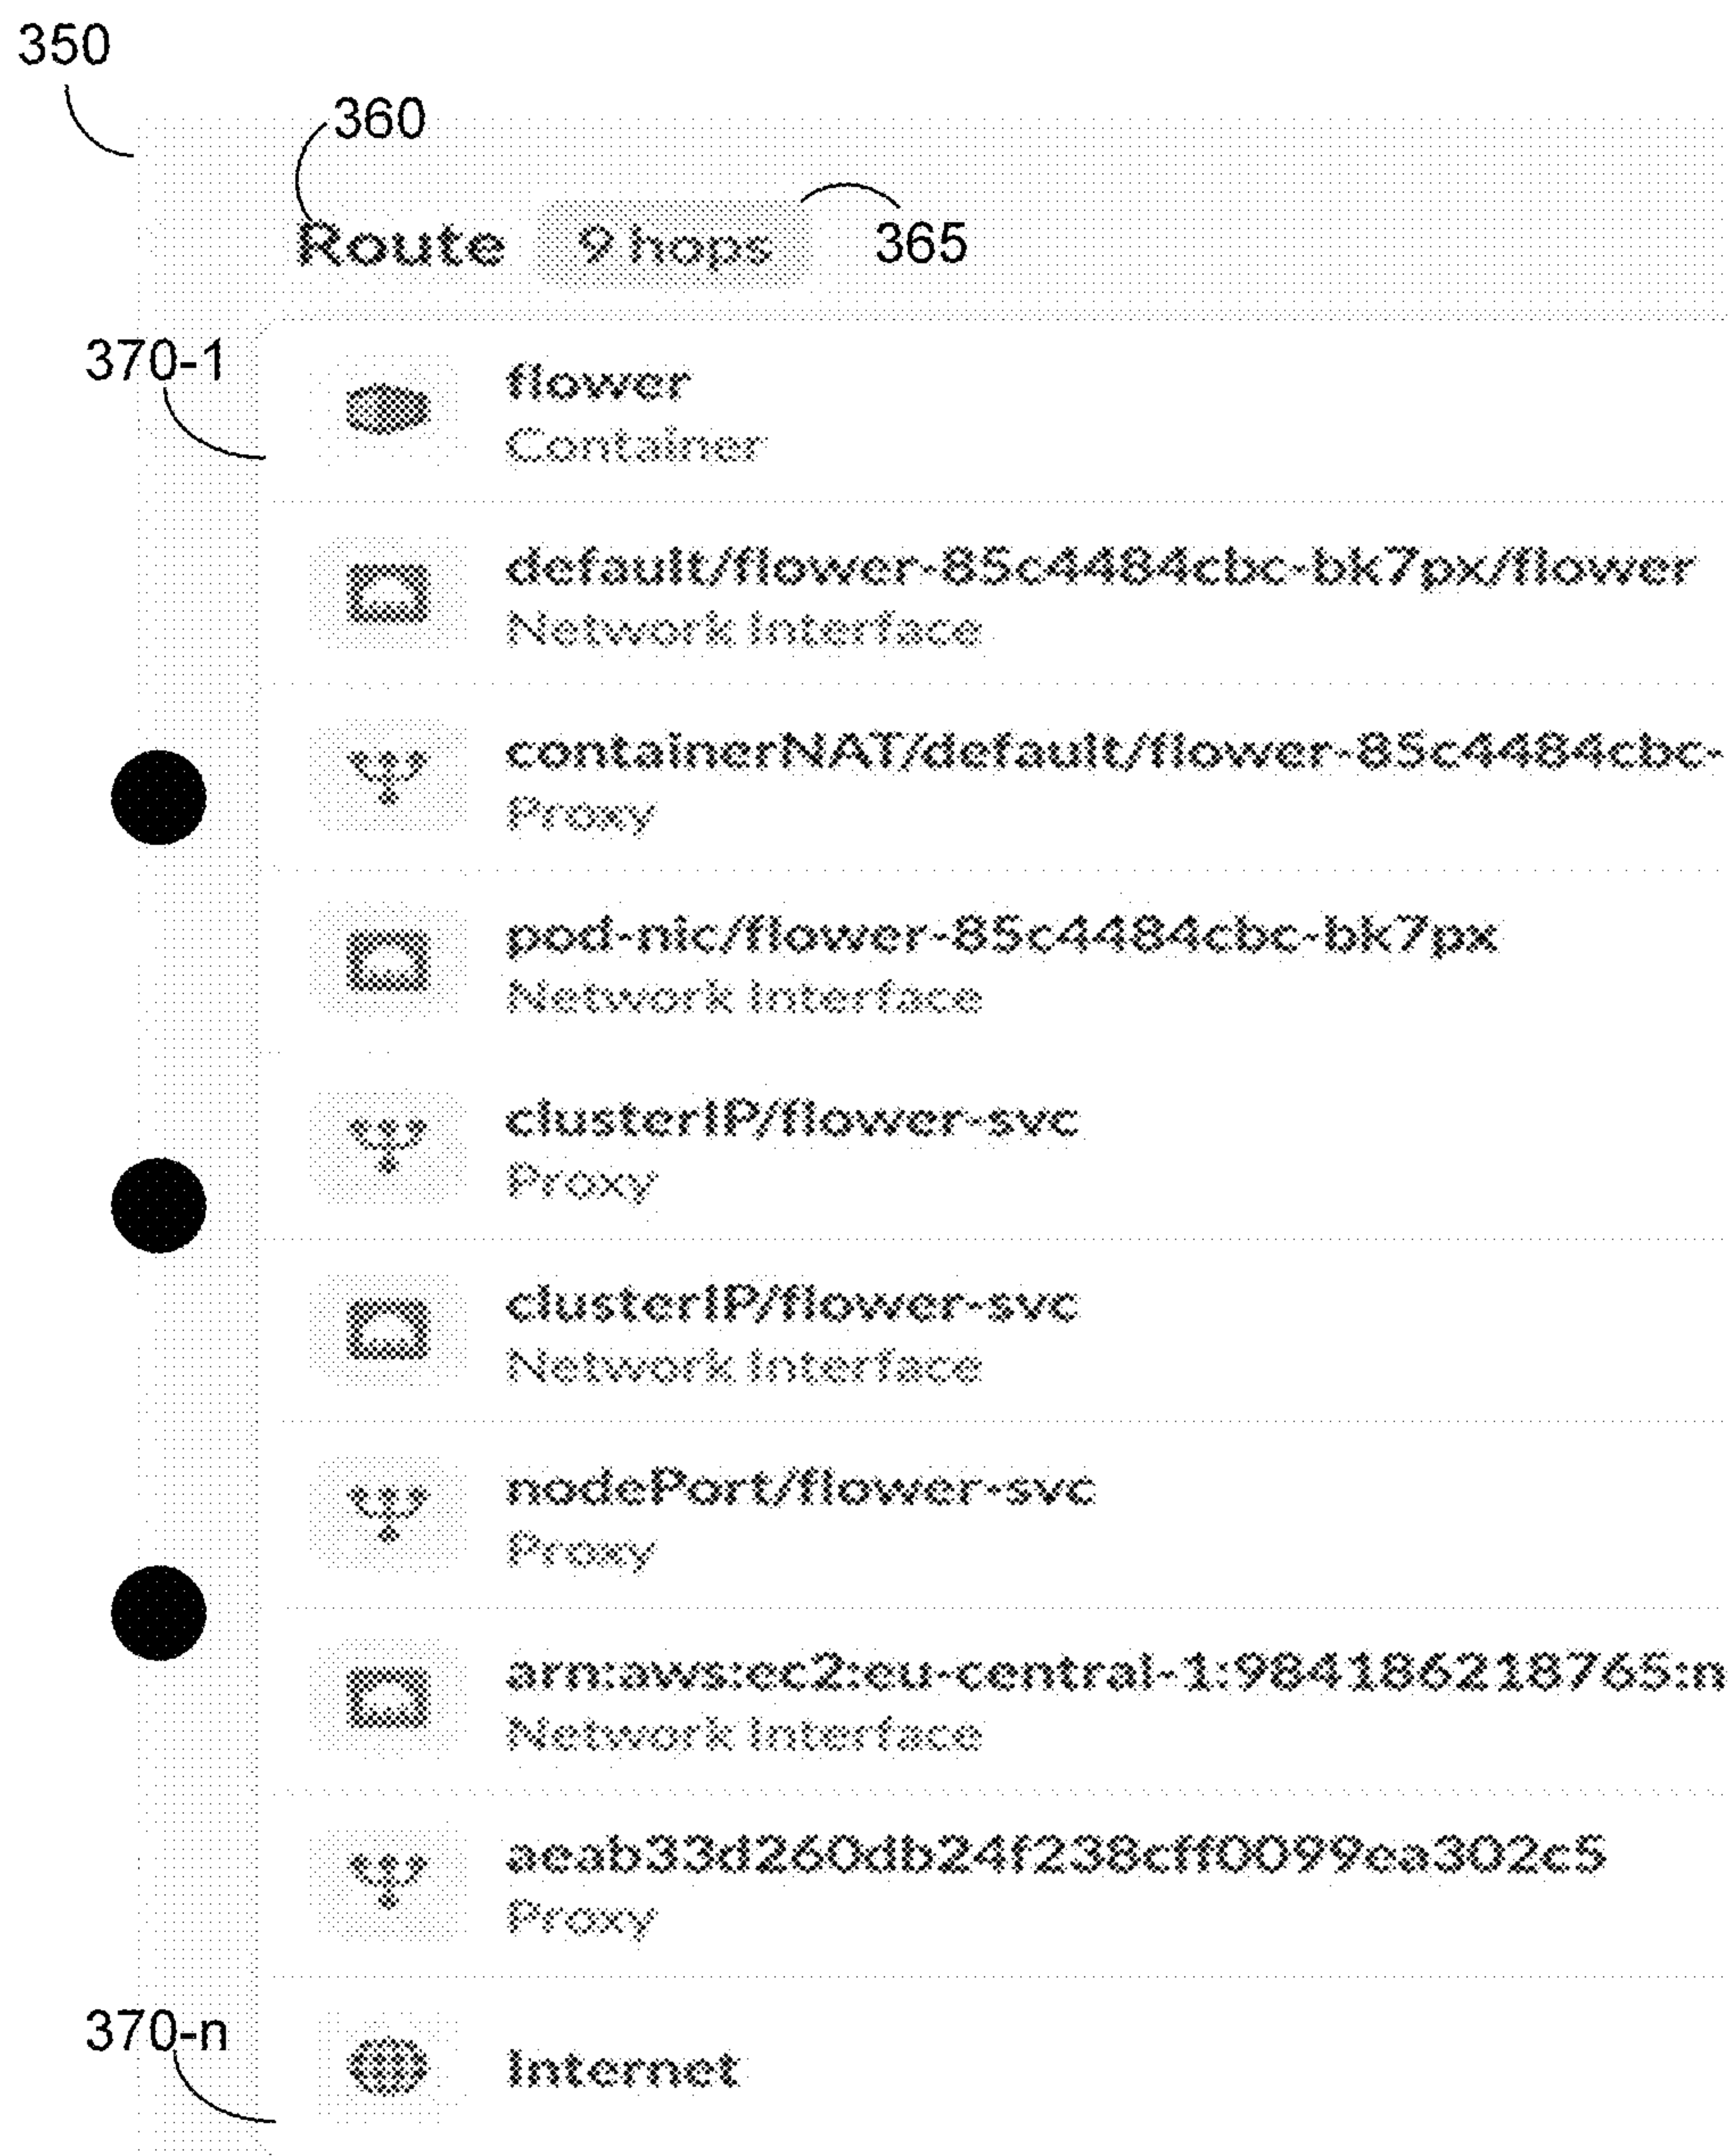 350
360
Route 9 hops 365
370-1
flower
Container
default/flower-85c4484cbc-bk7px/flower
Network Interface
containerNAT/default/flower-85c4484cbc-
Proxy
pod-nic/flower-85c4484cbc-bk7px
Network Interface
clusterIP/flower-svc
Proxy
clusterIP/flower-svc
Network Interface
nodePort/flower-svc
Proxy
arn:aws:ec2:eu-central-1:984186218765:n
Network Interface
aeab33d260db24f238cff0099ea302c5
Proxy
370-n
Internet